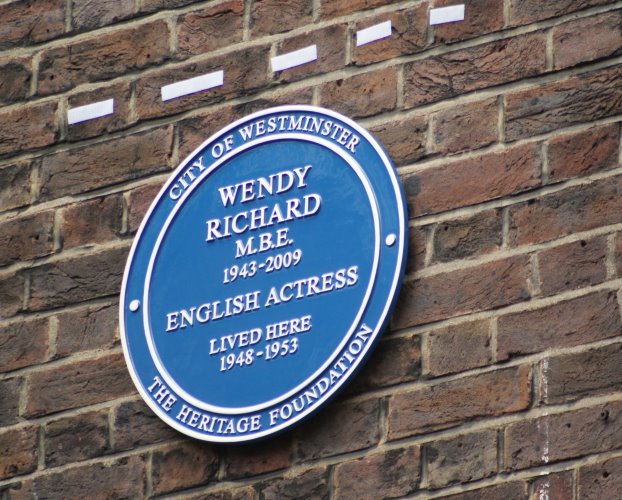 CITY OF WESTMINSTER
WENDY
RICHARD
M.B.E.
1943-2009
ENGLISH ACTRESS
LIVED HERE
1948-1953
THE HERITAGE FOUNDATION